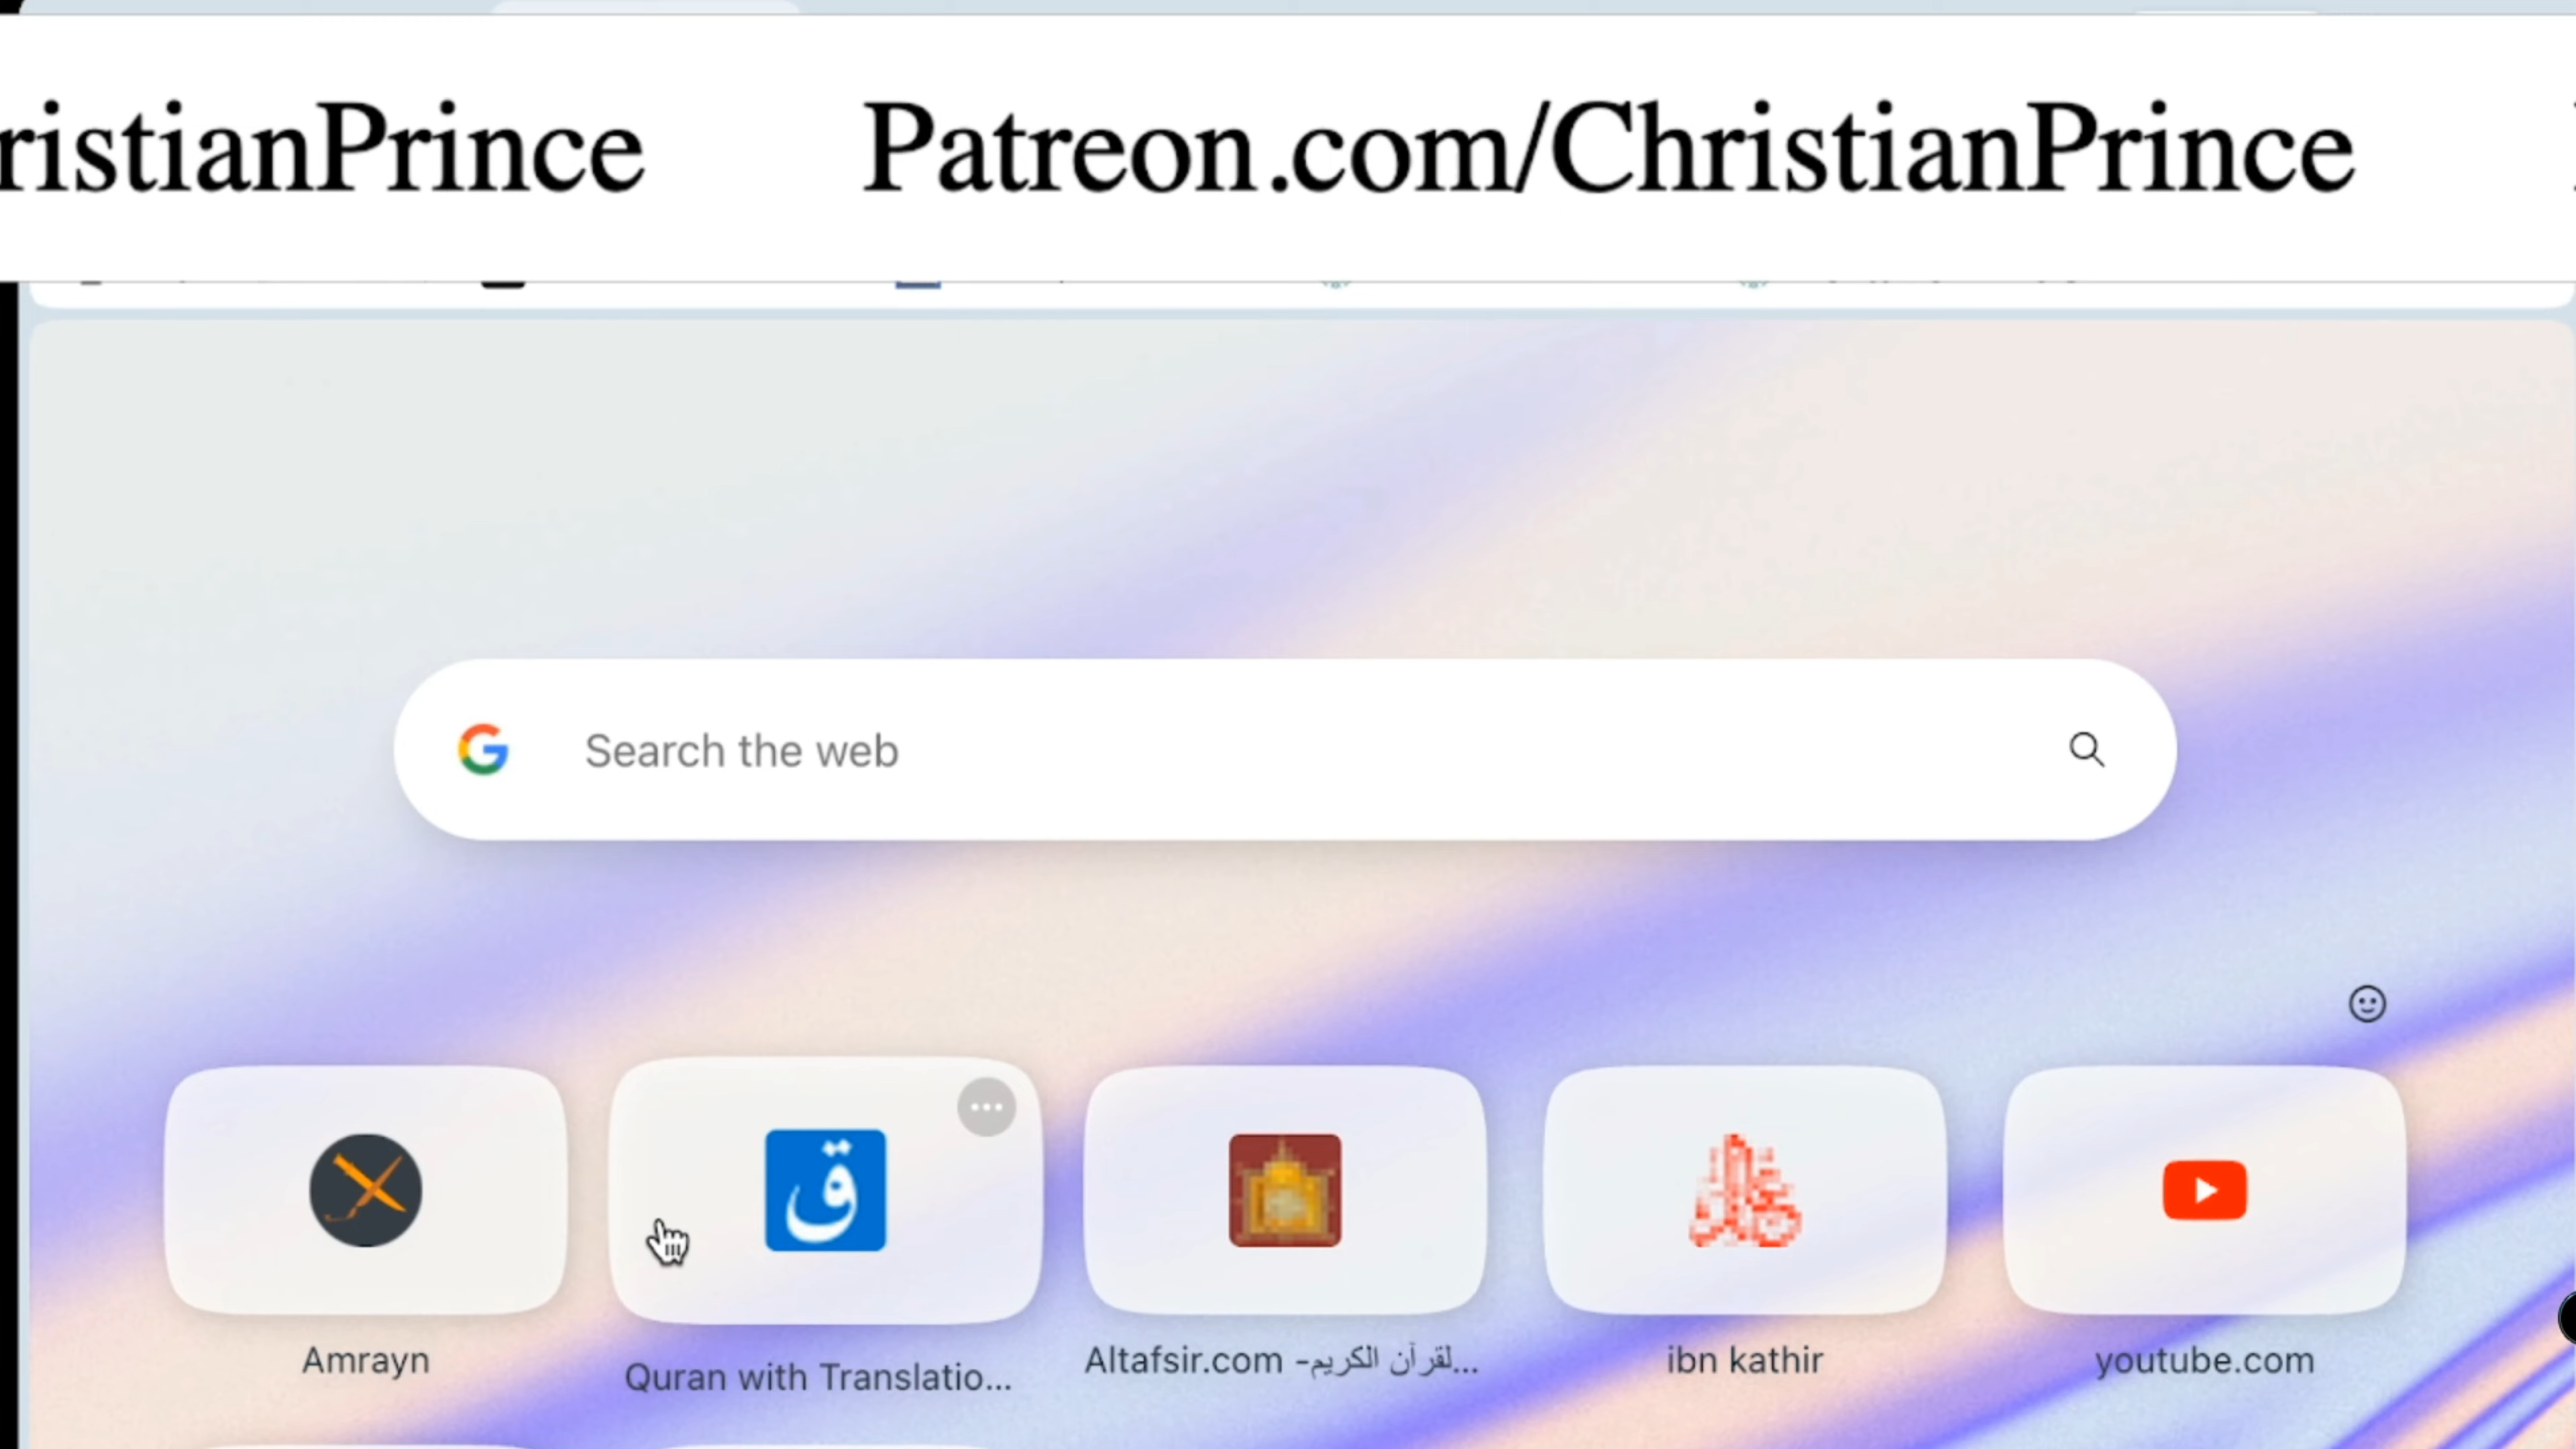 ristianPrince Patreon.com/ChristianPrince
Search the web
ق
Amrayn
Quran with Translatio...
Altafsir.com -لقرآن الكريم...
ibn kathir
youtube.com